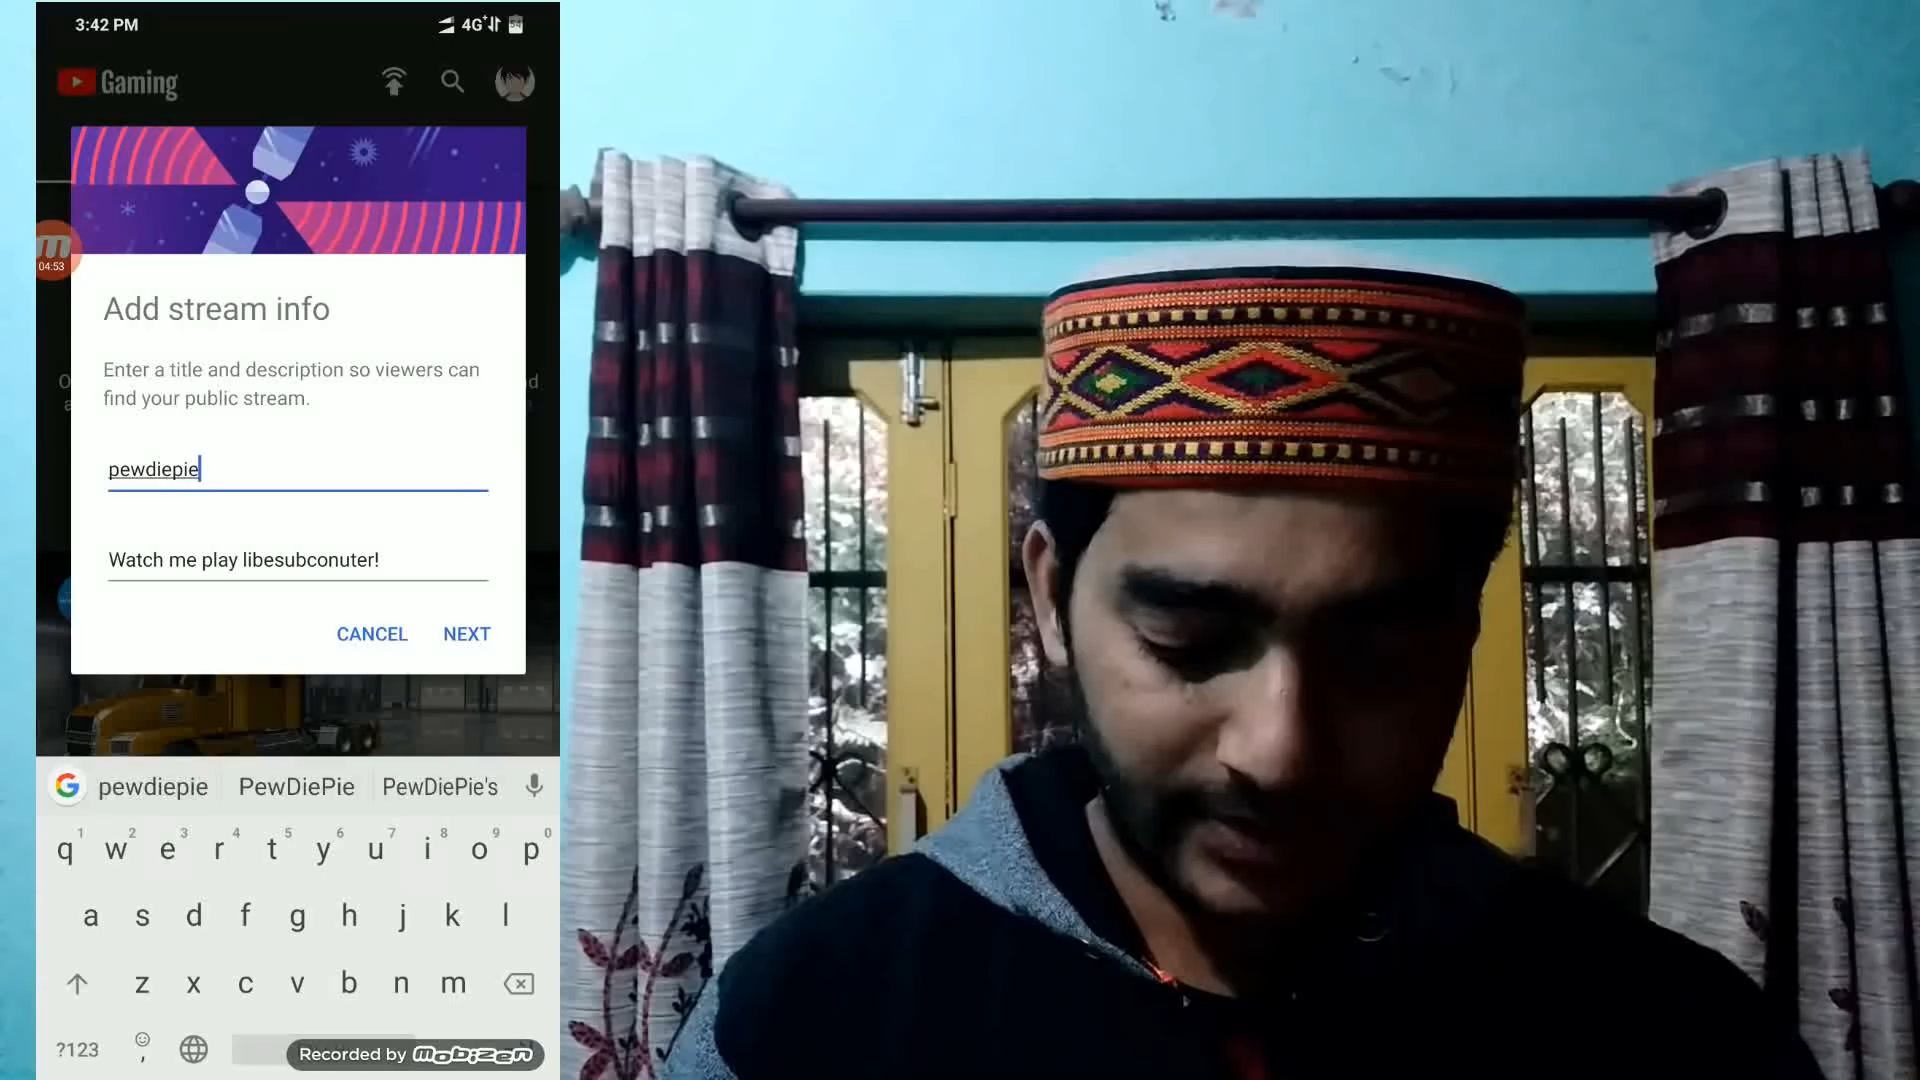 3:42 PM
4G+
Gaming
04:53
Add stream info
Enter a title and description so viewers can
find your public stream.
pewdiepie
Watch me play libesubconuter!
CANCEL NEXT
pewdiepie PewDiePie PewDiePie's
1 2 3 4 5 6 7 8 9 0
q w e r t y u i o p
a s d f g h j k l
z x c v b n m
?123 ,
Recorded by mobizen